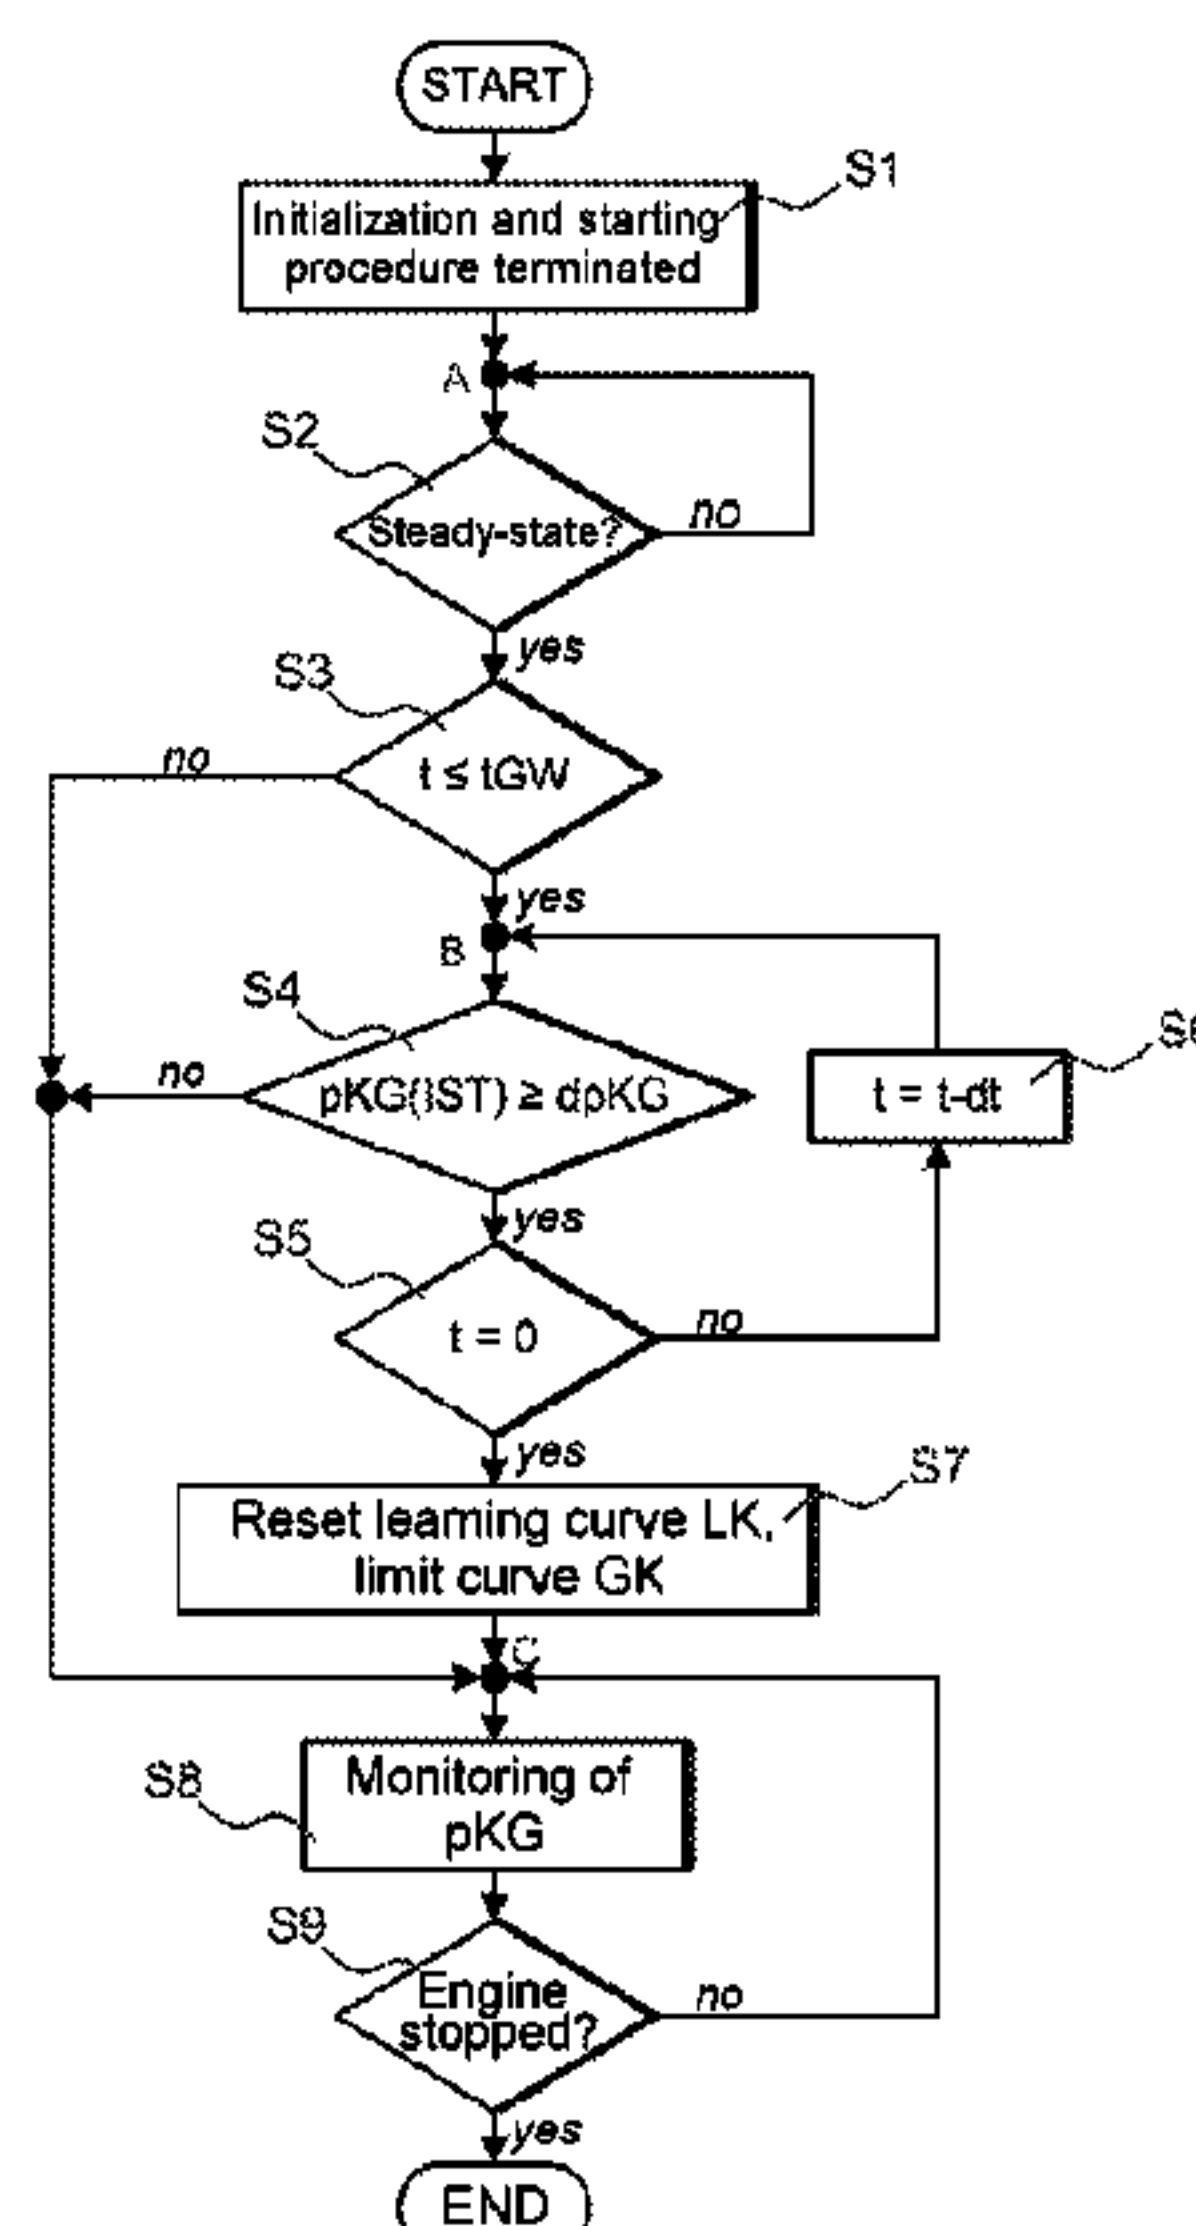 START
S1
Initialization and starting
procedure terminated
A
S2
Steady-state?
no
yes
S3
t ≤ tGW
no
yes
B
S4
pKG(IST) ≥ dpKG
no
S6
t = t-dt
yes
S5
t = 0
no
yes
S7
Reset learning curve LK,
limit curve GK
C
S8
Monitoring of
pKG
S9
Engine
stopped?
no
yes
END